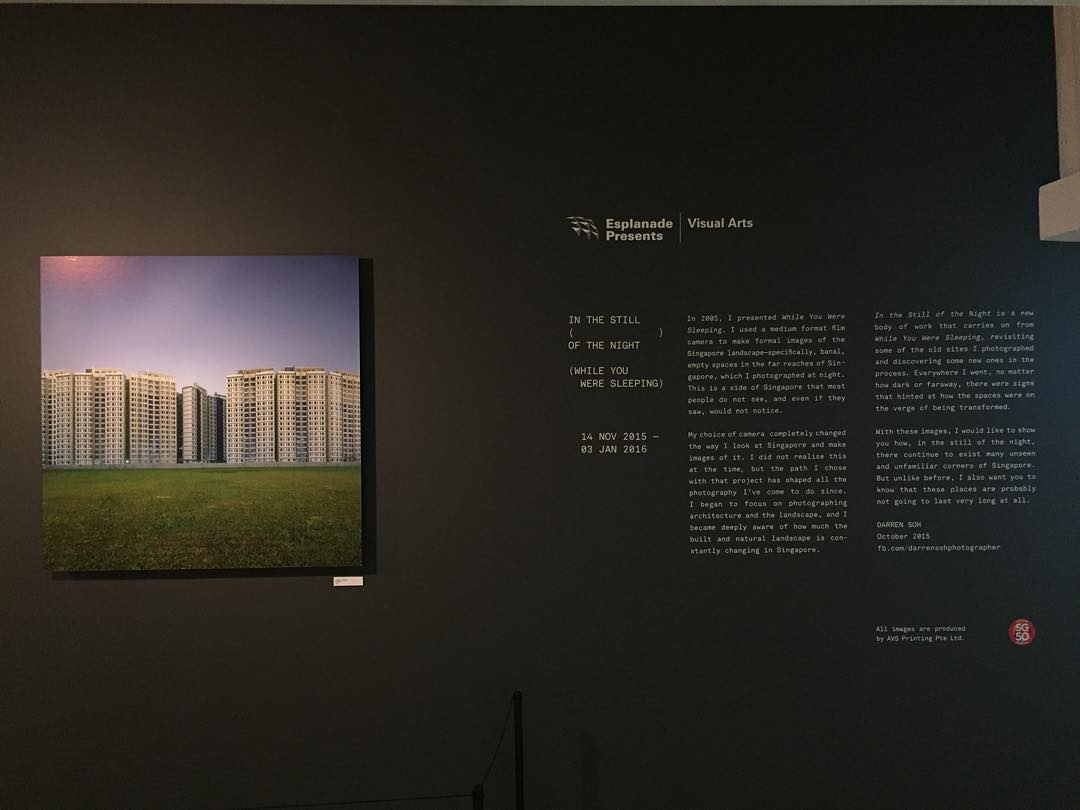 Esplanade
Presents
Visual Arts
IN THE STILL
( )
OF THE NIGHT
(WHILE YOU
WERE SLEEPING)
14 NOV 2015 –
03 JAN 2016
In 2005, I presented While You Were
Sleeping. I used a medium format film
camera to make formal images of the
Singapore landscape—specifically, banal,
empty spaces in the far reaches of Sin-
gapore, which I photographed at night.
This is a side of Singapore that most
people do not see, and even if they
saw, would not notice.
My choice of camera completely changed
the way I look at Singapore and make
images of it. I did not realise this
at the time, but the path I chose
with that project has shaped all the
photography I've come to do since.
I began to focus on photographing
architecture and the landscape, and I
became deeply aware of how much the
built and natural landscape is con-
stantly changing in Singapore.
In the Still of the Night is a new
body of work that carries on from
While You Were Sleeping, revisiting
some of the old sites I photographed
and discovering some new ones in the
process. Everywhere I went, no matter
how dark or faraway, there were signs
that hinted at how the spaces were on
the verge of being transformed.
With these images, I would like to show
you how, in the still of the night,
there continue to exist many unseen
and unfamiliar corners of Singapore.
But unlike before, I also want you to
know that these places are probably
not going to last very long at all.
DARREN SOH
October 2015
fb.com/darrensohphotographer
All images are produced
by AVS Printing Pte Ltd.
SG
50